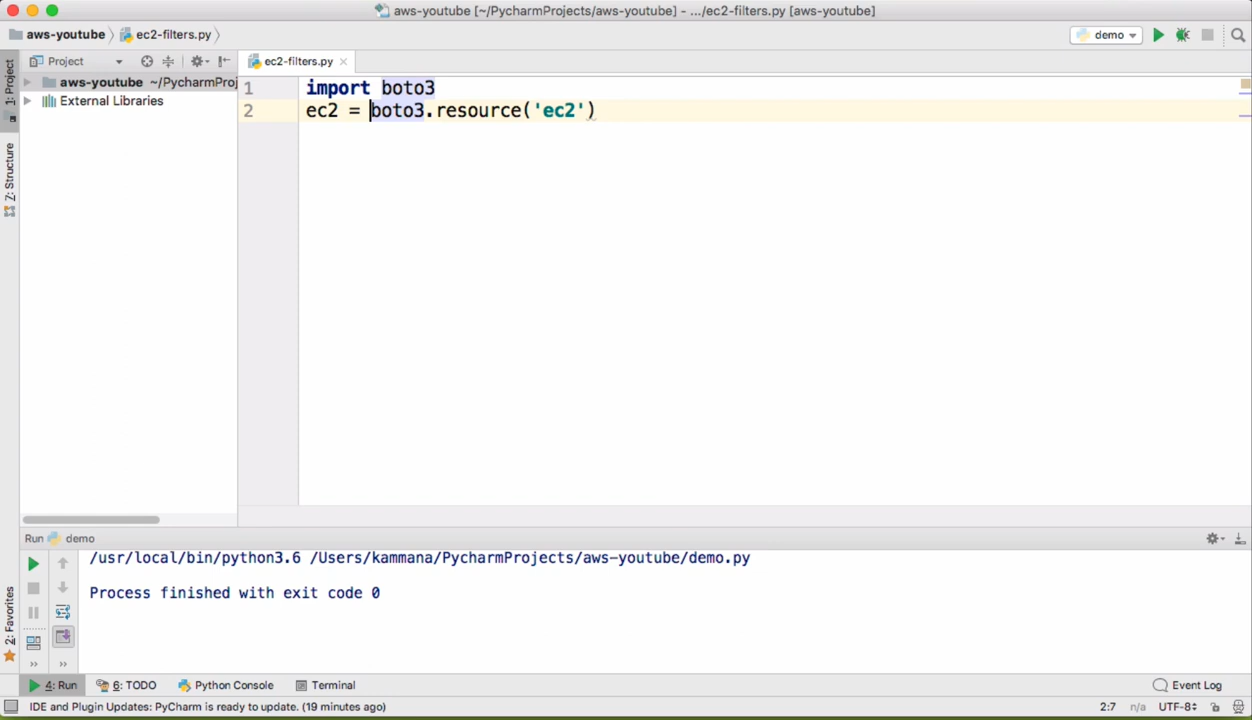 aws-youtube [~/PycharmProjects/aws-youtube] - .../ec2-filters.py [aws-youtube]
aws-youtube
ec2-filters.py
demo
Project
ec2-filters.py
1: Project
aws-youtube ~/PycharmProj
External Libraries
1 import boto3
2 ec2 = boto3.resource('ec2')
Z: Structure
Run demo
/usr/local/bin/python3.6 /Users/kammana/PycharmProjects/aws-youtube/demo.py
Process finished with exit code 0
2: Favorites
4: Run
6: TODO
Python Console
Terminal
Event Log
IDE and Plugin Updates: PyCharm is ready to update. (19 minutes ago)
2:7
n/a
UTF-8